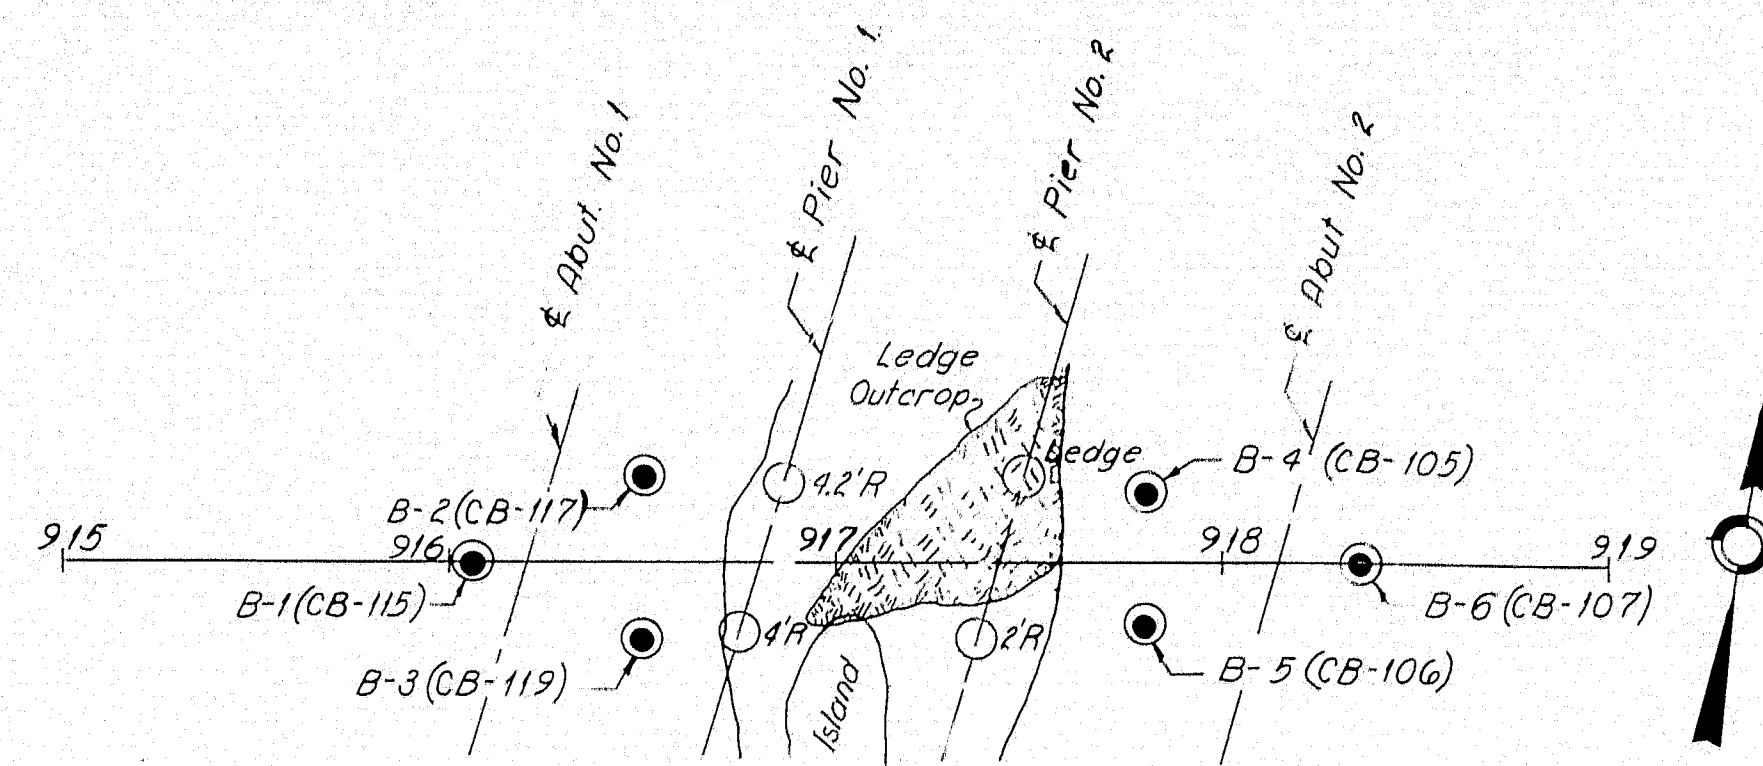 ℄ Abut. No. 1
℄ Pier No. 1
℄ Pier No. 2
℄ Abut No. 2
Ledge
Outcrop
Ledge
B-4 (CB-105)
4.2'R
B-2 (CB-117)
915
916
917
918
919
B-1 (CB-115)
B-6 (CB-107)
4'R
2'R
B-3 (CB-119)
Island
B-5 (CB-106)